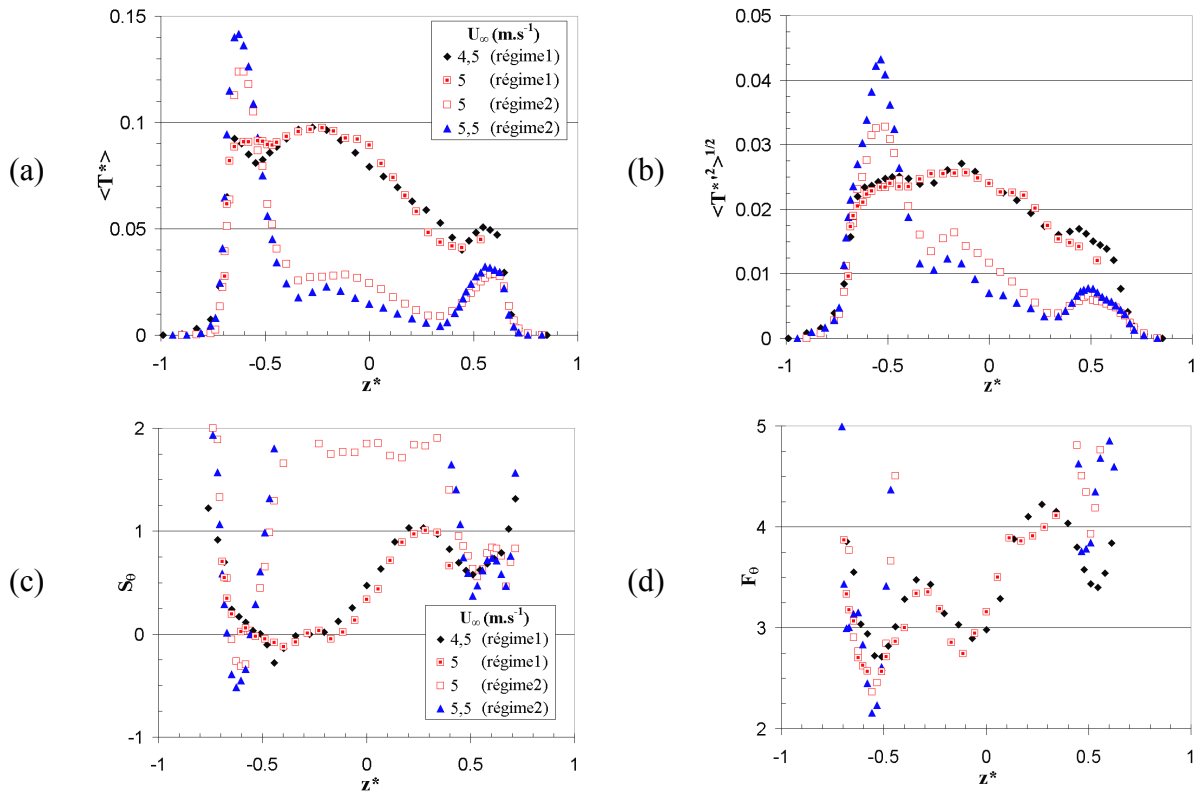 (a)
<T*>
0.15
0.1
0.05
0
-1
-0.5
0
0.5
1
z*
U∞ (m.s-1)
4,5 (régime1)
5 (régime1)
5 (régime2)
5,5 (régime2)
(b)
<T*'2>1/2
0.05
0.04
0.03
0.02
0.01
0
-1
-0.5
0
0.5
1
z*
(c)
Sθ
2
1
0
-1
-1
-0.5
0
0.5
1
z*
U∞ (m.s-1)
4,5 (régime1)
5 (régime1)
5 (régime2)
5,5 (régime2)
(d)
Fθ
5
4
3
2
-1
-0.5
0
0.5
1
z*